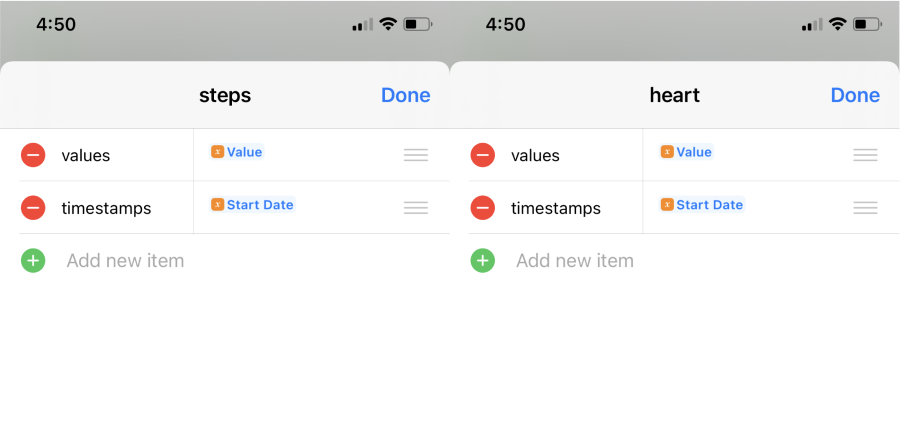 4:50
steps
Done
values
x Value
timestamps
x Start Date
Add new item
4:50
heart
Done
values
x Value
timestamps
x Start Date
Add new item